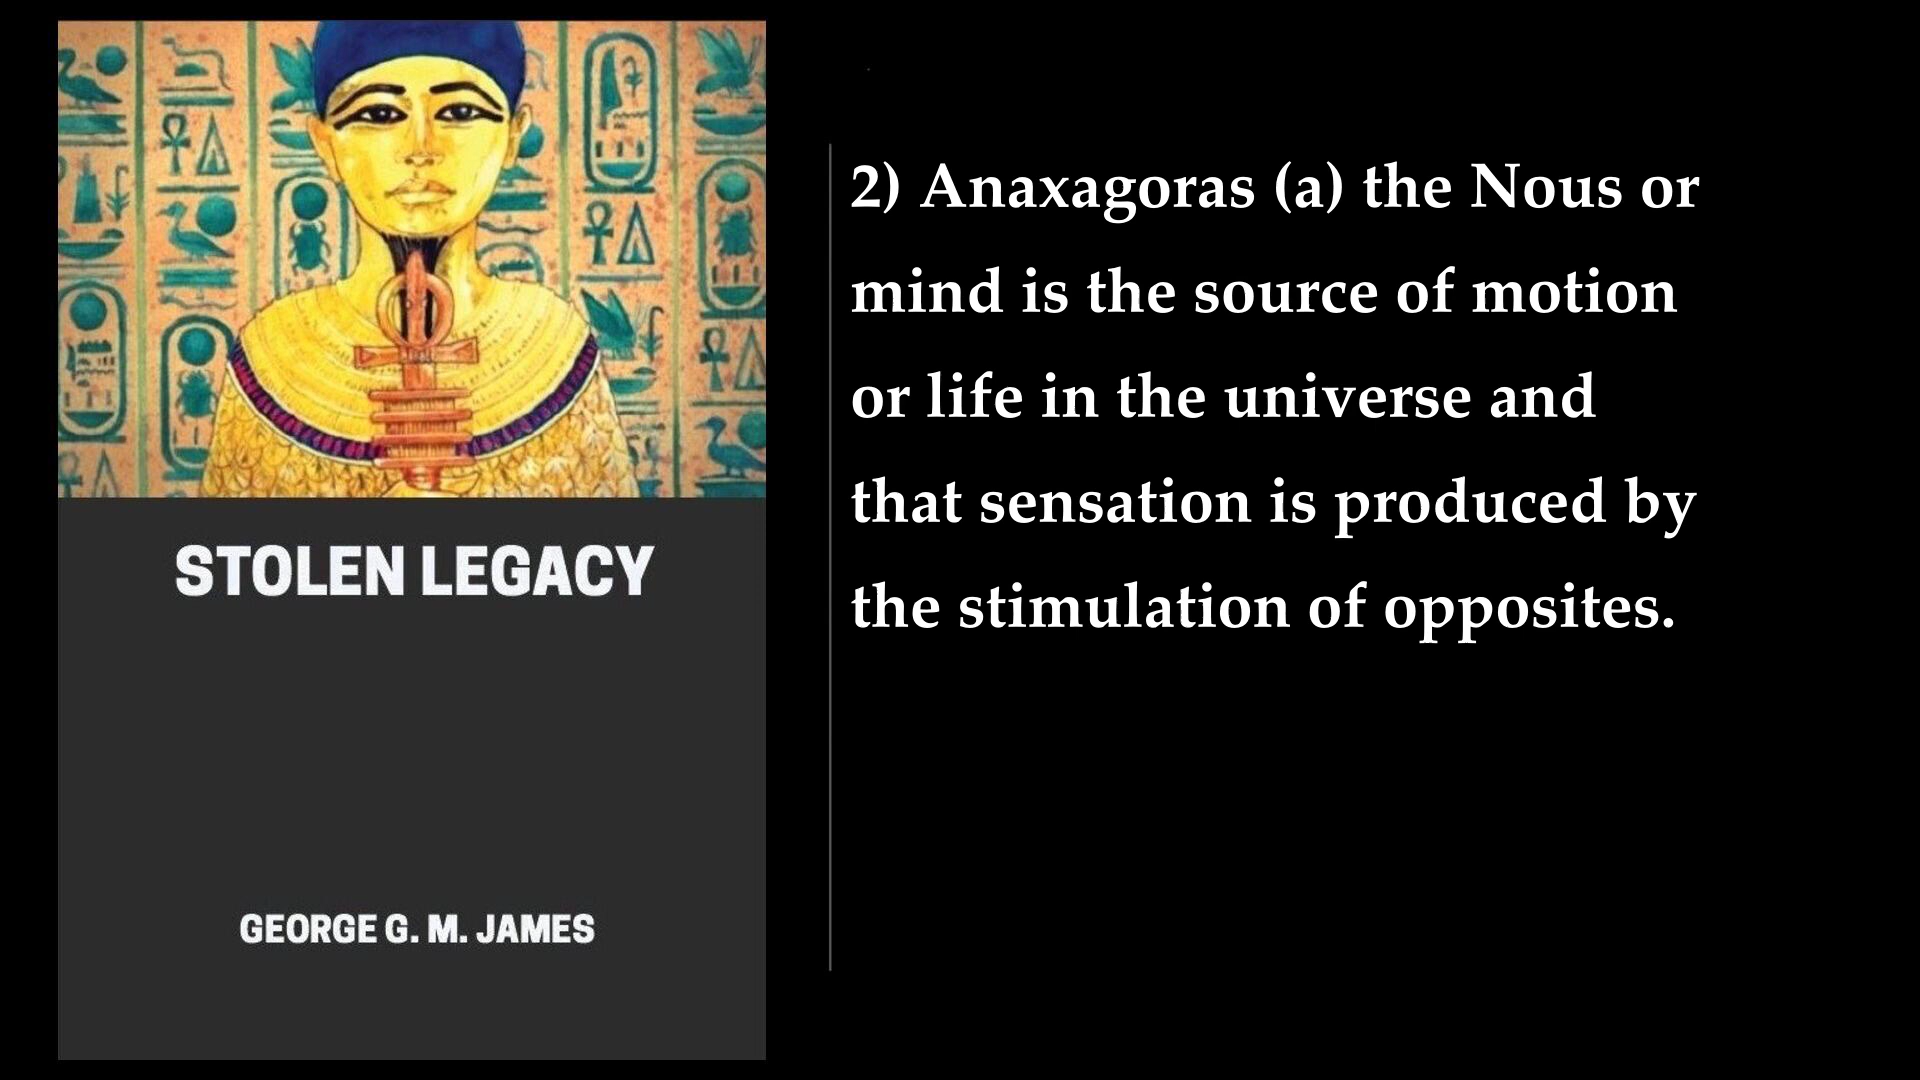 STOLEN LEGACY
GEORGE G. M. JAMES
2) Anaxagoras (a) the Nous or
mind is the source of motion
or life in the universe and
that sensation is produced by
the stimulation of opposites.